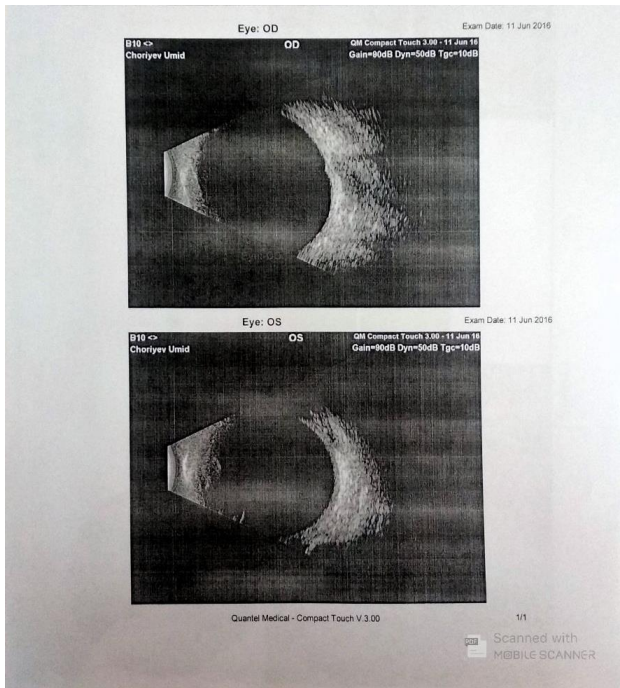 Eye: OD
Exam Date: 11 Jun 2016
B10 <>
OD
QM Compact Touch 3.00 - 11 Jun 16
Choriyev Umid
Gain=90dB Dyn=50dB Tgc=10dB
Eye: OS
Exam Date: 11 Jun 2016
B10 <>
OS
QM Compact Touch 3.00 - 11 Jun 16
Choriyev Umid
Gain=90dB Dyn=50dB Tgc=10dB
Quantel Medical - Compact Touch V.3.00
1/1
PDF
Scanned with
MOBILE SCANNER